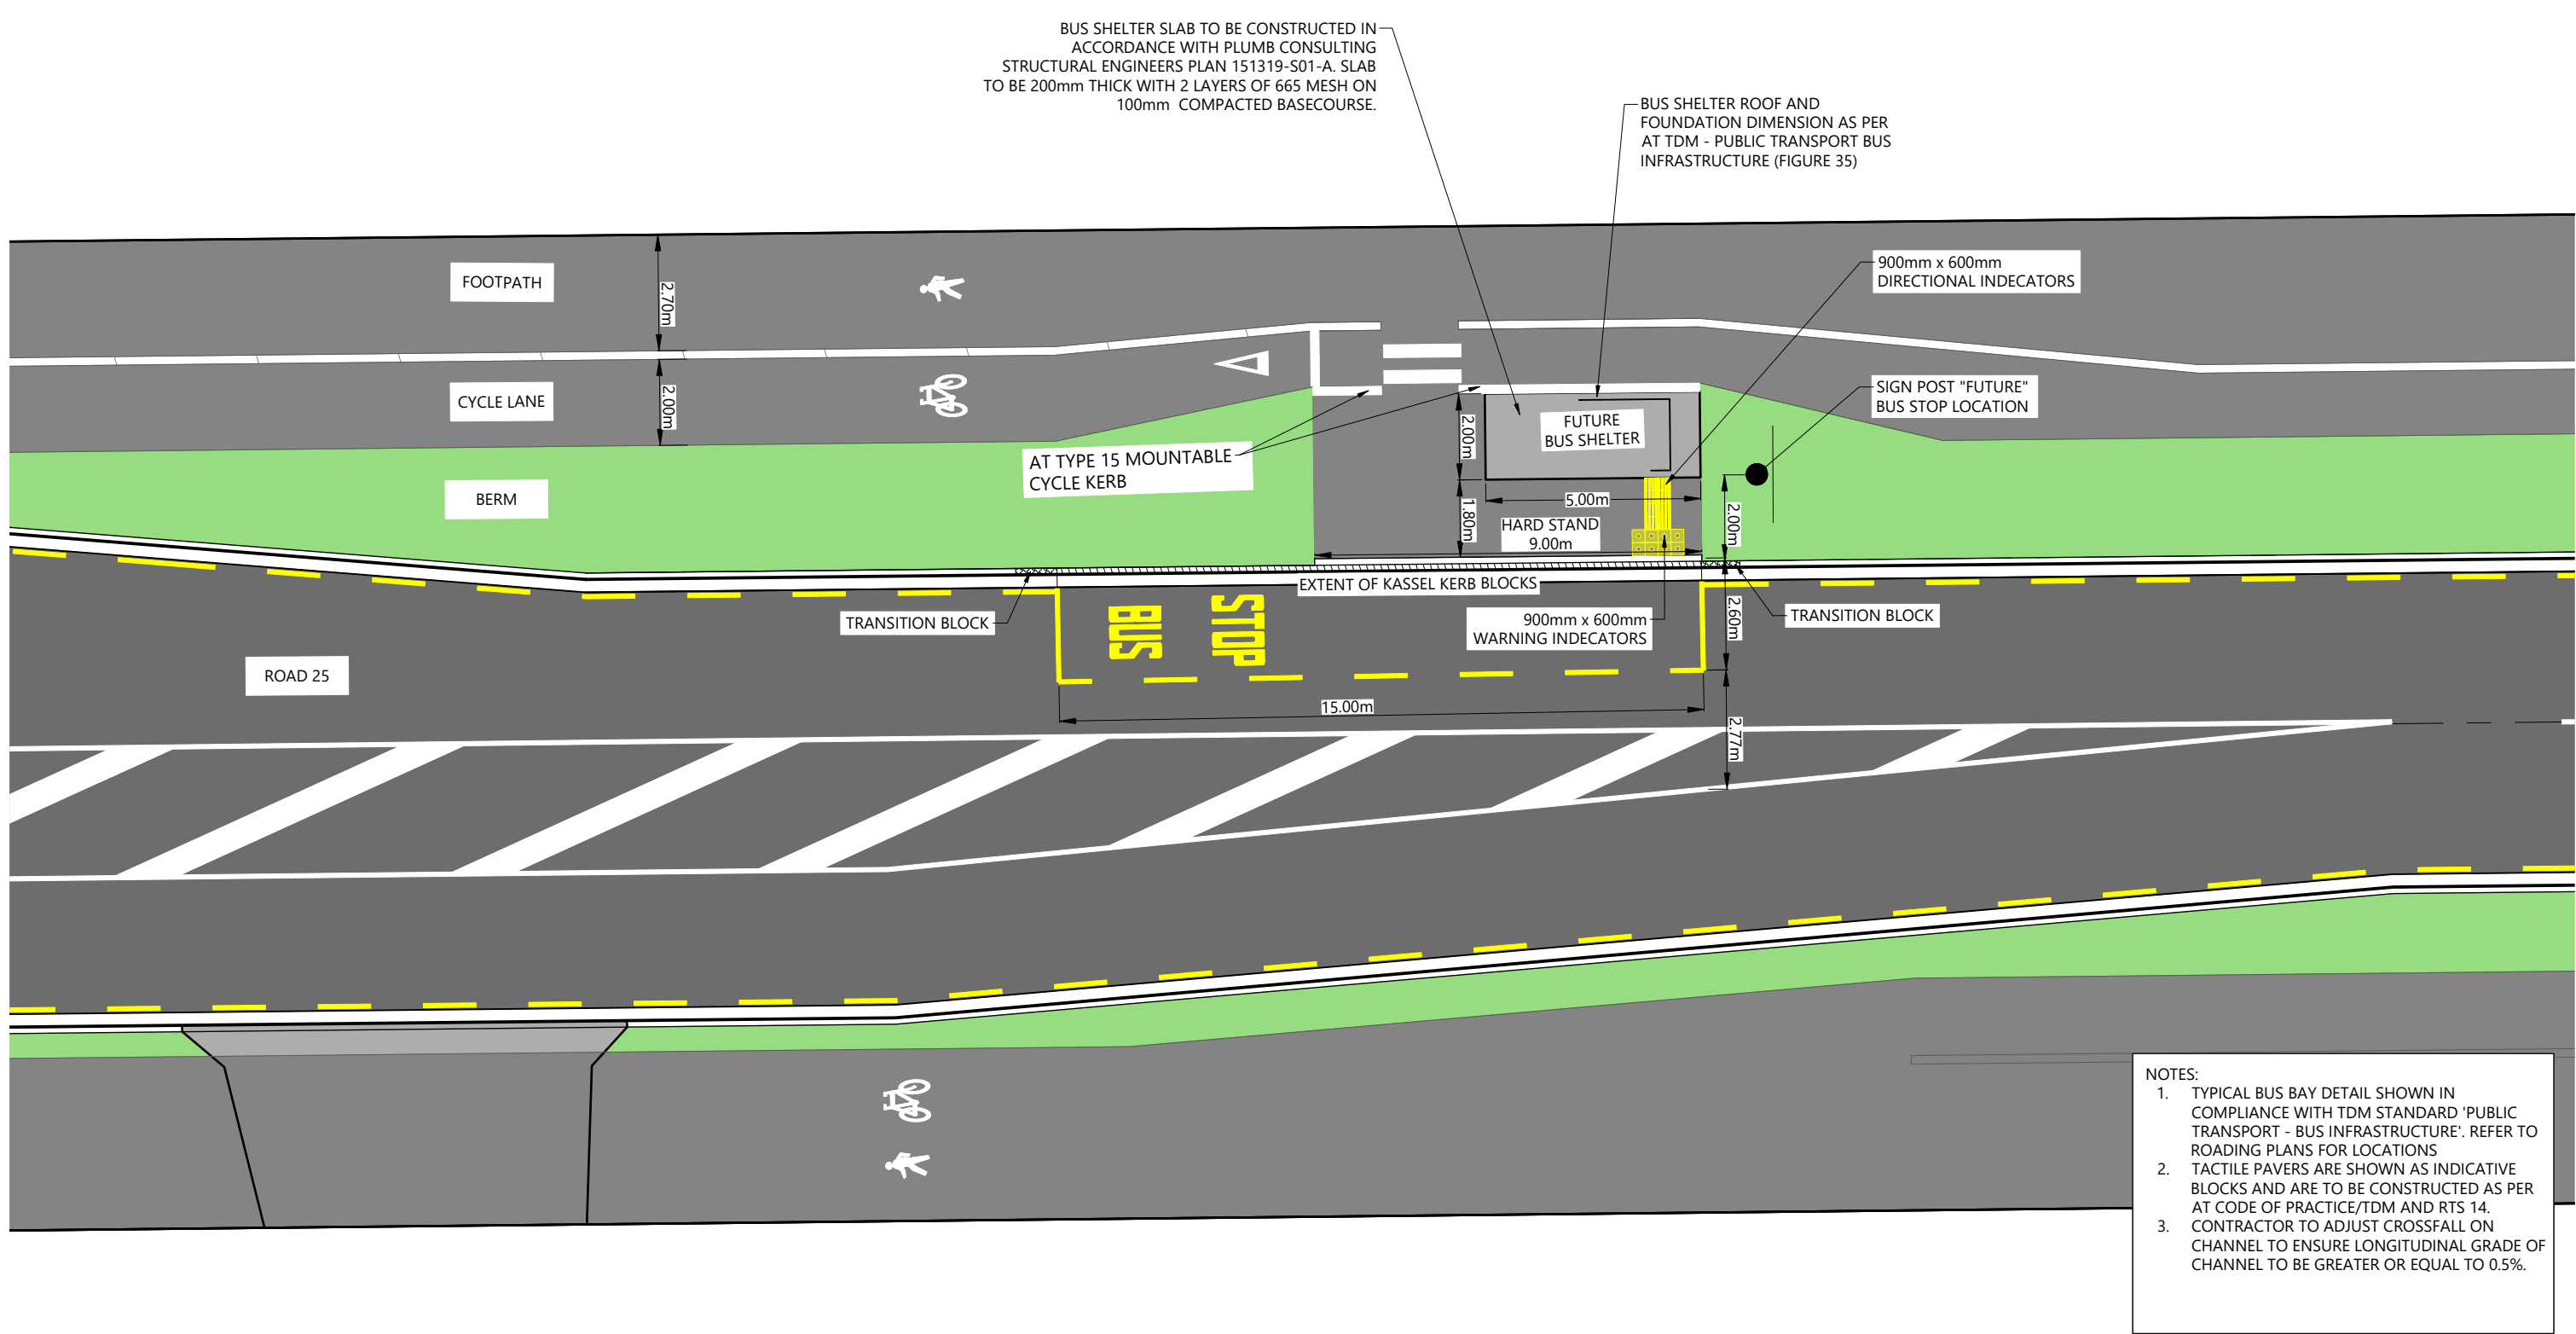 BUS SHELTER SLAB TO BE CONSTRUCTED IN
ACCORDANCE WITH PLUMB CONSULTING
STRUCTURAL ENGINEERS PLAN 151319-S01-A. SLAB
TO BE 200mm THICK WITH 2 LAYERS OF 665 MESH ON
100mm COMPACTED BASECOURSE.
BUS SHELTER ROOF AND
FOUNDATION DIMENSION AS PER
AT TDM - PUBLIC TRANSPORT BUS
INFRASTRUCTURE (FIGURE 35)
900mm x 600mm
DIRECTIONAL INDECATORS
FOOTPATH
2.70m
CYCLE LANE
2.00m
SIGN POST "FUTURE"
BUS STOP LOCATION
FUTURE
BUS SHELTER
2.00m
AT TYPE 15 MOUNTABLE
CYCLE KERB
BERM
5.00m
1.80m
HARD STAND
9.00m
2.00m
EXTENT OF KASSEL KERB BLOCKS
TRANSITION BLOCK
BUS
STOP
900mm x 600mm
WARNING INDECATORS
2.60m
TRANSITION BLOCK
ROAD 25
15.00m
2.77m
NOTES:
1. TYPICAL BUS BAY DETAIL SHOWN IN
COMPLIANCE WITH TDM STANDARD 'PUBLIC
TRANSPORT - BUS INFRASTRUCTURE'. REFER TO
ROADING PLANS FOR LOCATIONS
2. TACTILE PAVERS ARE SHOWN AS INDICATIVE
BLOCKS AND ARE TO BE CONSTRUCTED AS PER
AT CODE OF PRACTICE/TDM AND RTS 14.
3. CONTRACTOR TO ADJUST CROSSFALL ON
CHANNEL TO ENSURE LONGITUDINAL GRADE OF
CHANNEL TO BE GREATER OR EQUAL TO 0.5%.